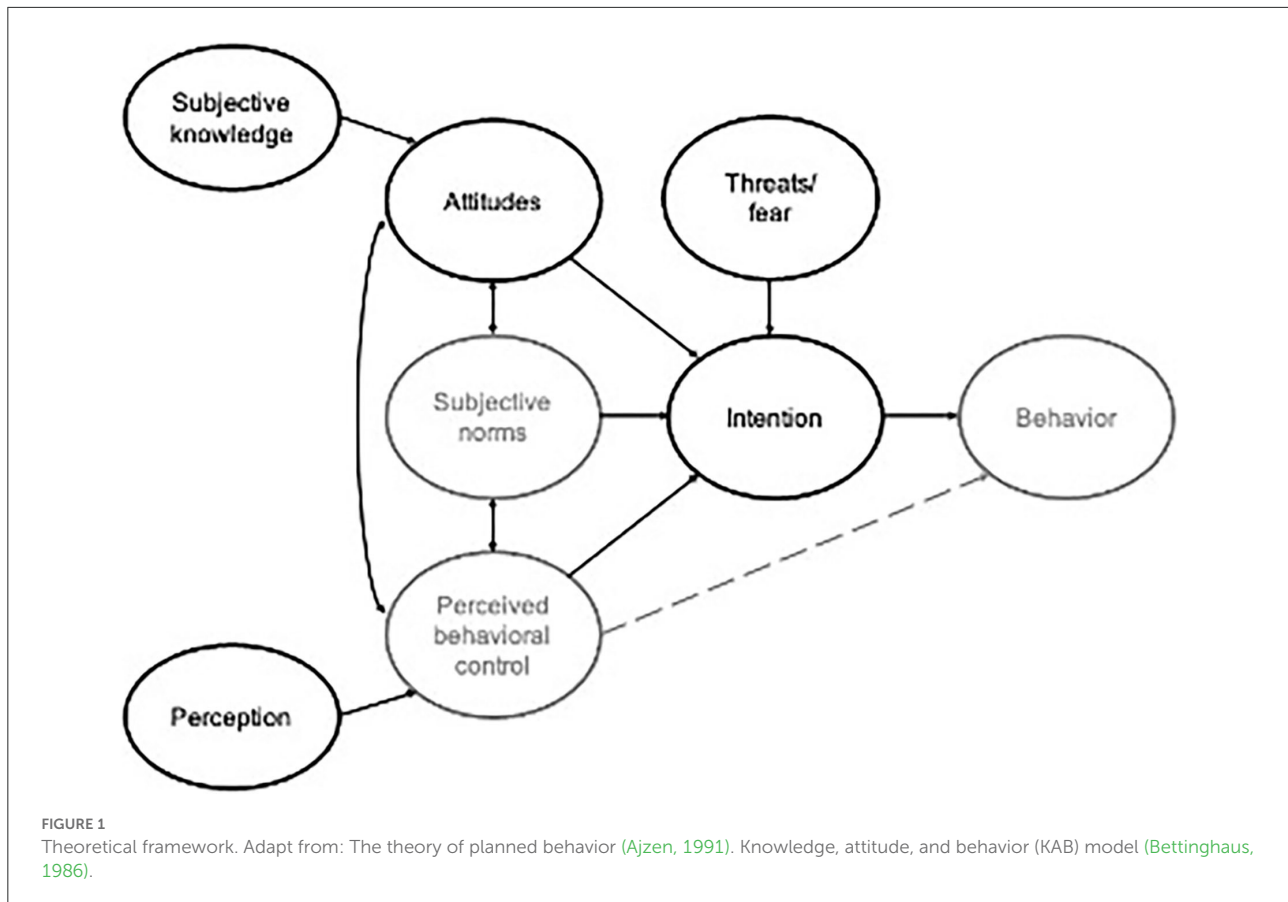 Subjective
knowledge
Attitudes
Threats/
fear
Subjective
norms
Intention
Behavior
Perceived
behavioral
control
Perception
FIGURE 1
Theoretical framework. Adapt from: The theory of planned behavior (Ajzen, 1991). Knowledge, attitude, and behavior (KAB) model (Bettinghaus,
1986).